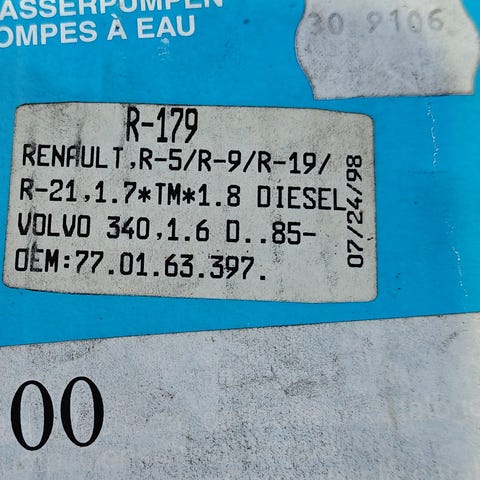 ASSERPUMPEN
OMPES À EAU
30 9106
R-179
RENAULT,R-5/R-9/R-19/
R-21,1.7*TM*1.8 DIESEL
VOLVO 340,1.6 D..85-
OEM:77.01.63.397.
07/24/98
00